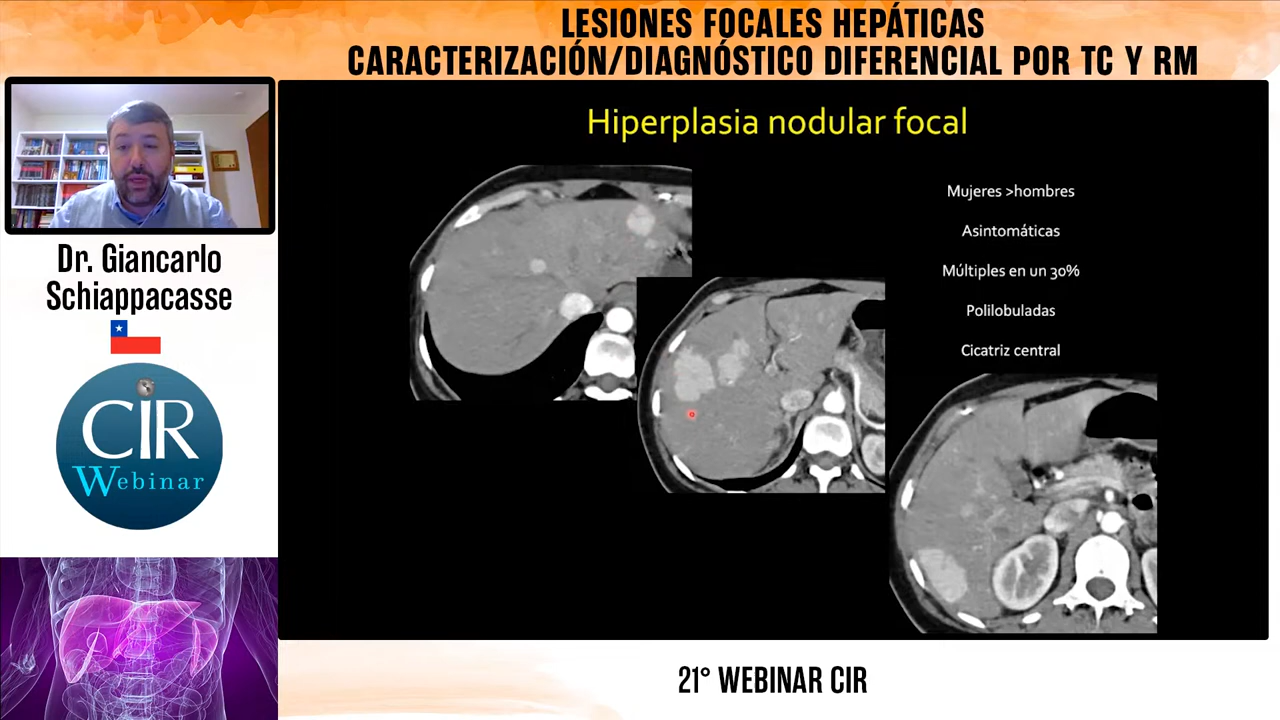 LESIONES FOCALES HEPÁTICAS
CARACTERIZACIÓN/DIAGNÓSTICO DIFERENCIAL POR TC Y RM
Dr. Giancarlo
Schiappacasse
CIR
Webinar
Hiperplasia nodular focal
Mujeres >hombres
Asintomáticas
Múltiples en un 30%
Polilobuladas
Cicatriz central
21° WEBINAR CIR